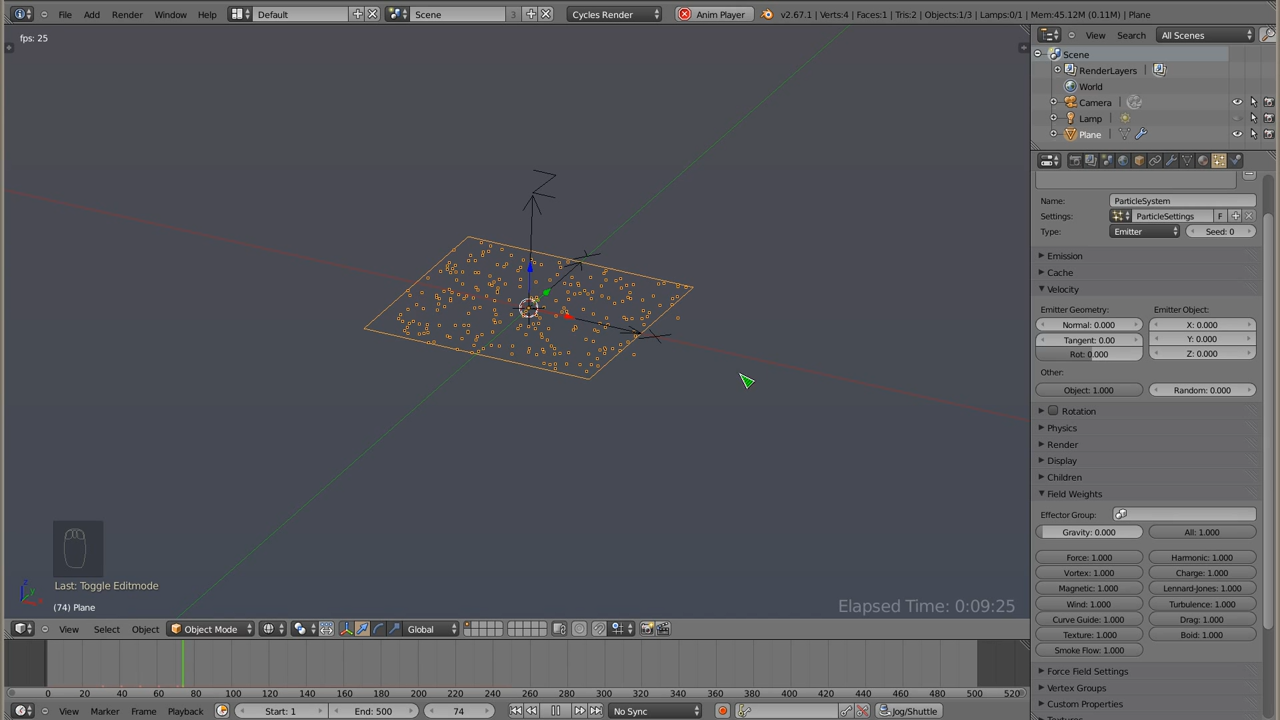 File Add Render Window Help Default Scene 3 Cycles Render Anim Player v2.67.1 | Verts:4 | Faces:1 | Tris:2 | Objects:1/3 | Lamps:0/1 | Mem:45.12M (0.11M) | Plane
fps: 25
View Search All Scenes
Scene
RenderLayers
World
Camera
Lamp
Plane
Name: ParticleSystem
Settings: ParticleSettings F
Type: Emitter Seed: 0
Emission
Cache
Velocity
Emitter Geometry: Emitter Object:
Normal: 0.000 X: 0.000
Tangent: 0.00 Y: 0.000
Rot: 0.000 Z: 0.000
Other:
Object: 1.000 Random: 0.000
Rotation
Physics
Render
Display
Children
Field Weights
Effector Group:
Gravity: 0.000 All: 1.000
Force: 1.000 Harmonic: 1.000
Vortex: 1.000 Charge: 1.000
Magnetic: 1.000 Lennard-Jones: 1.000
Wind: 1.000 Turbulence: 1.000
Curve Guide: 1.000 Drag: 1.000
Texture: 1.000 Boid: 1.000
Smoke Flow: 1.000
Force Field Settings
Vertex Groups
Custom Properties
Textures
Z
Y
X
Last: Toggle Editmode
(74) Plane
Elapsed Time: 0:09:25
View Select Object Object Mode Global
0 20 40 60 80 100 120 140 160 180 200 220 240 260 280 300 320 340 360 380 400 420 440 460 480 500 520
View Marker Frame Playback Start: 1 End: 500 74 No Sync Jog/Shuttle